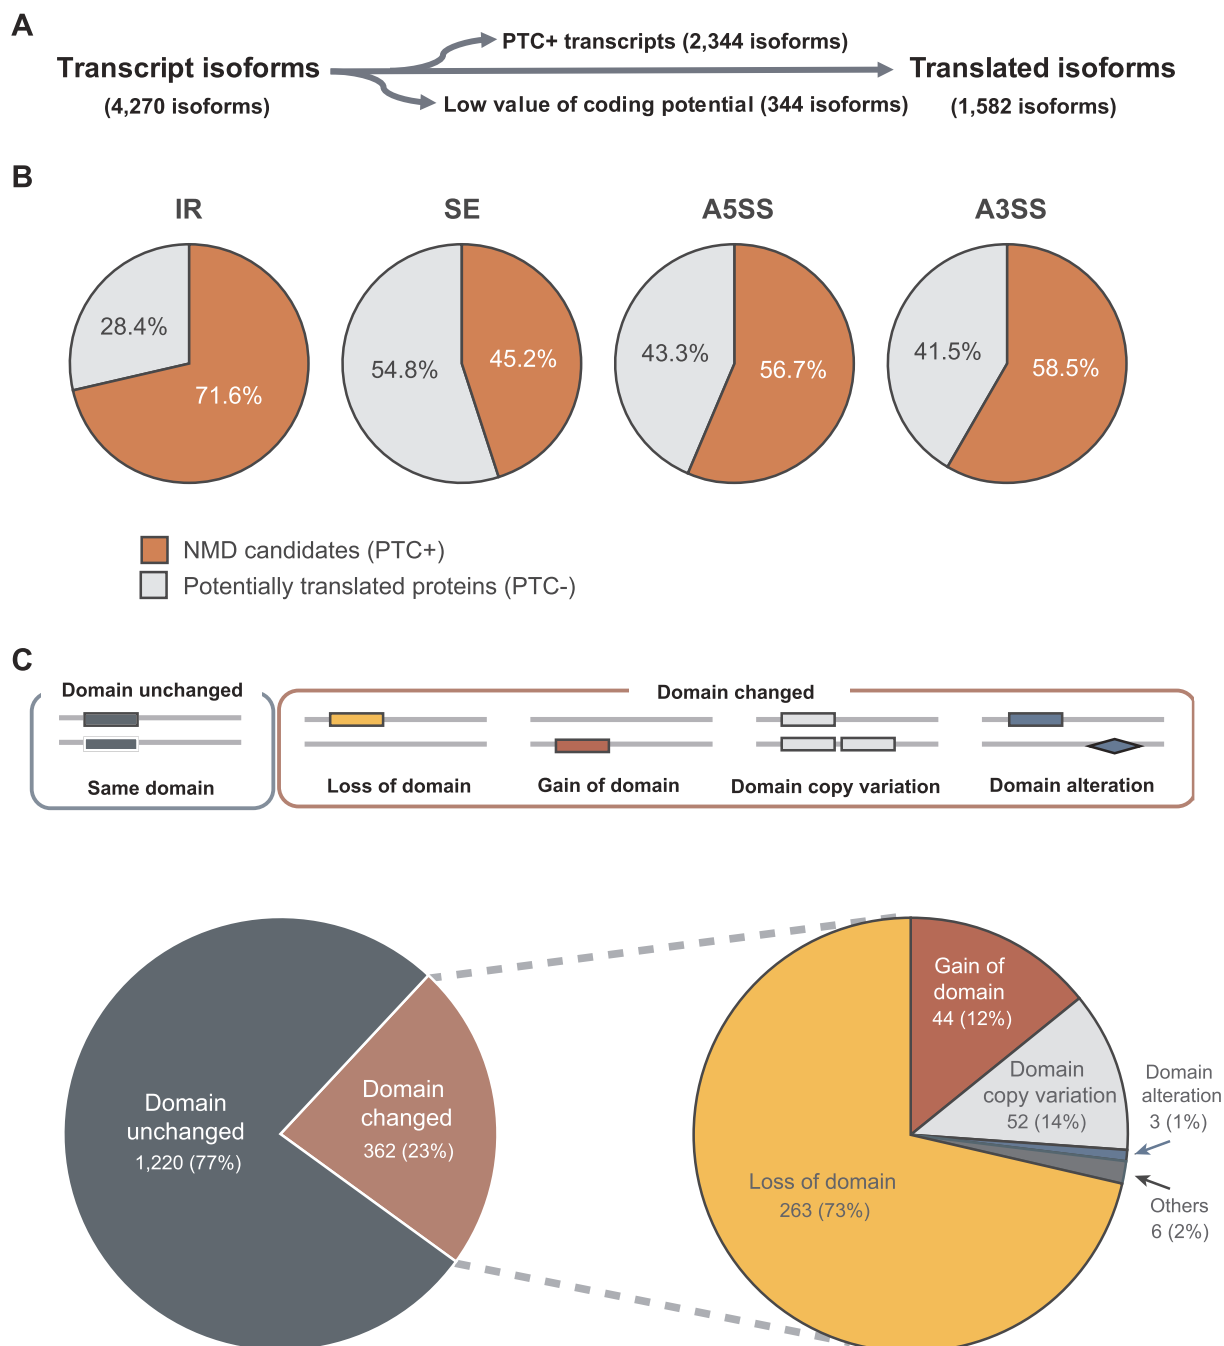 A
PTC+ transcripts (2,344 isoforms)
Transcript isoforms
Translated isoforms
(4,270 isoforms)
Low value of coding potential (344 isoforms)
(1,582 isoforms)
B
IR
SE
A5SS
A3SS
28.4%
71.6%
54.8%
45.2%
43.3%
56.7%
41.5%
58.5%
NMD candidates (PTC+)
Potentially translated proteins (PTC-)
C
Domain unchanged
Domain changed
Same domain
Loss of domain
Gain of domain
Domain copy variation
Domain alteration
Domain
unchanged
1,220 (77%)
Domain
changed
362 (23%)
Gain of
domain
44 (12%)
Domain
copy variation
52 (14%)
Domain
alteration
3 (1%)
Loss of domain
263 (73%)
Others
6 (2%)